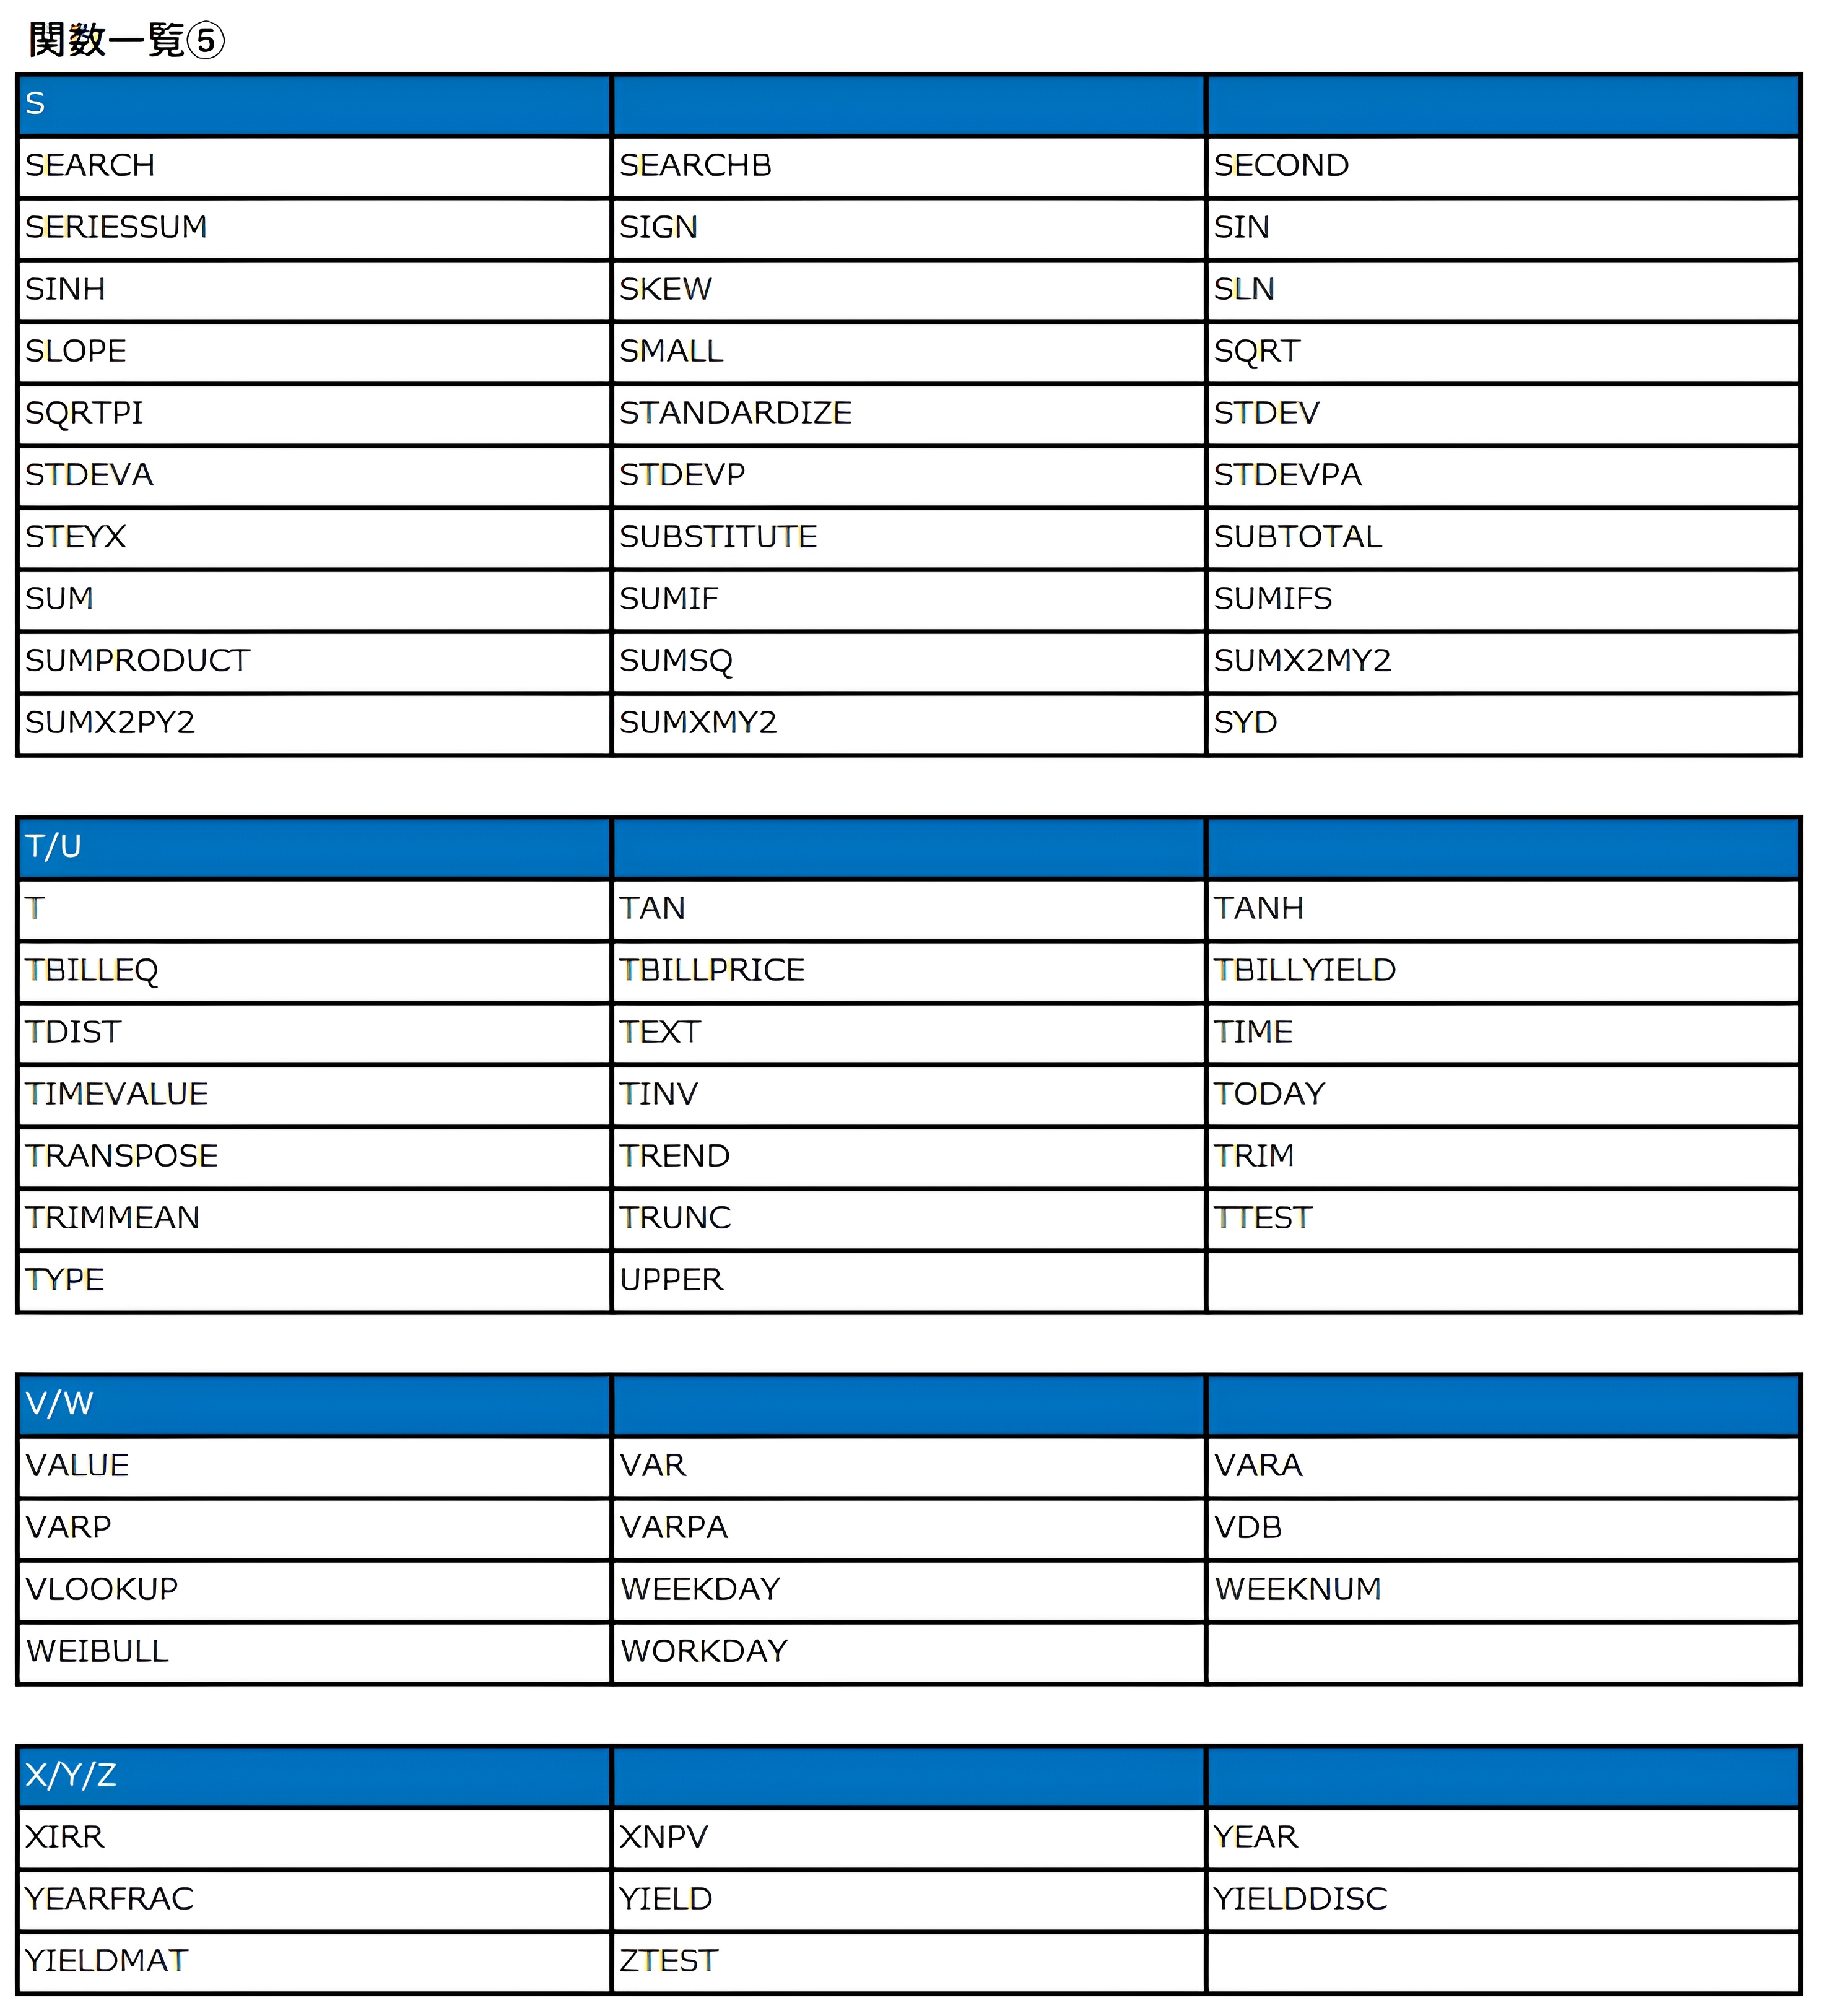 関数一覧⑤
S
SEARCH SEARCHB SECOND
SERIESSUM SIGN SIN
SINH SKEW SLN
SLOPE SMALL SQRT
SQRTPI STANDARDIZE STDEV
STDEVA STDEVP STDEVPA
STEYX SUBSTITUTE SUBTOTAL
SUM SUMIF SUMIFS
SUMPRODUCT SUMSQ SUMX2MY2
SUMX2PY2 SUMXMY2 SYD
T/U
T TAN TANH
TBILLEQ TBILLPRICE TBILLYIELD
TDIST TEXT TIME
TIMEVALUE TINV TODAY
TRANSPOSE TREND TRIM
TRIMMEAN TRUNC TTEST
TYPE UPPER
V/W
VALUE VAR VARA
VARP VARPA VDB
VLOOKUP WEEKDAY WEEKNUM
WEIBULL WORKDAY
X/Y/Z
XIRR XNPV YEAR
YEARFRAC YIELD YIELDDISC
YIELDMAT ZTEST